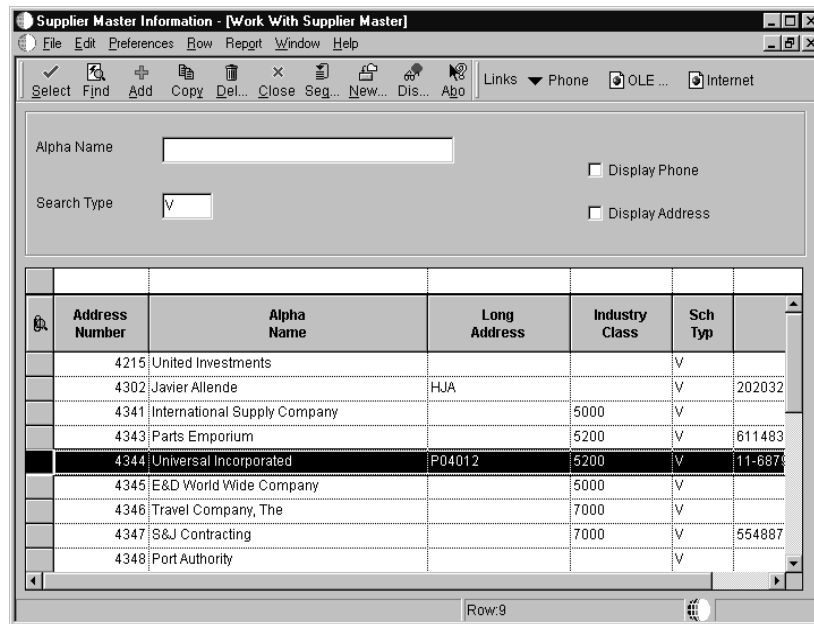 Supplier Master Information - [Work With Supplier Master]
File Edit Preferences Row Report Window Help
Select Find Add Copy Del... Close Seg... New... Dis... Abo Links Phone OLE ... Internet
Alpha Name
Display Phone
Search Type V
Display Address
Address Number Alpha Name Long Address Industry Class Sch Typ
4215 United Investments V
4302 Javier Allende HJA V 202032
4341 International Supply Company 5000 V
4343 Parts Emporium 5200 V 611483
4344 Universal Incorporated P04012 5200 V 11-6879
4345 E&D World Wide Company 5000 V
4346 Travel Company, The 7000 V
4347 S&J Contracting 7000 V 554887
4348 Port Authority V
Row:9